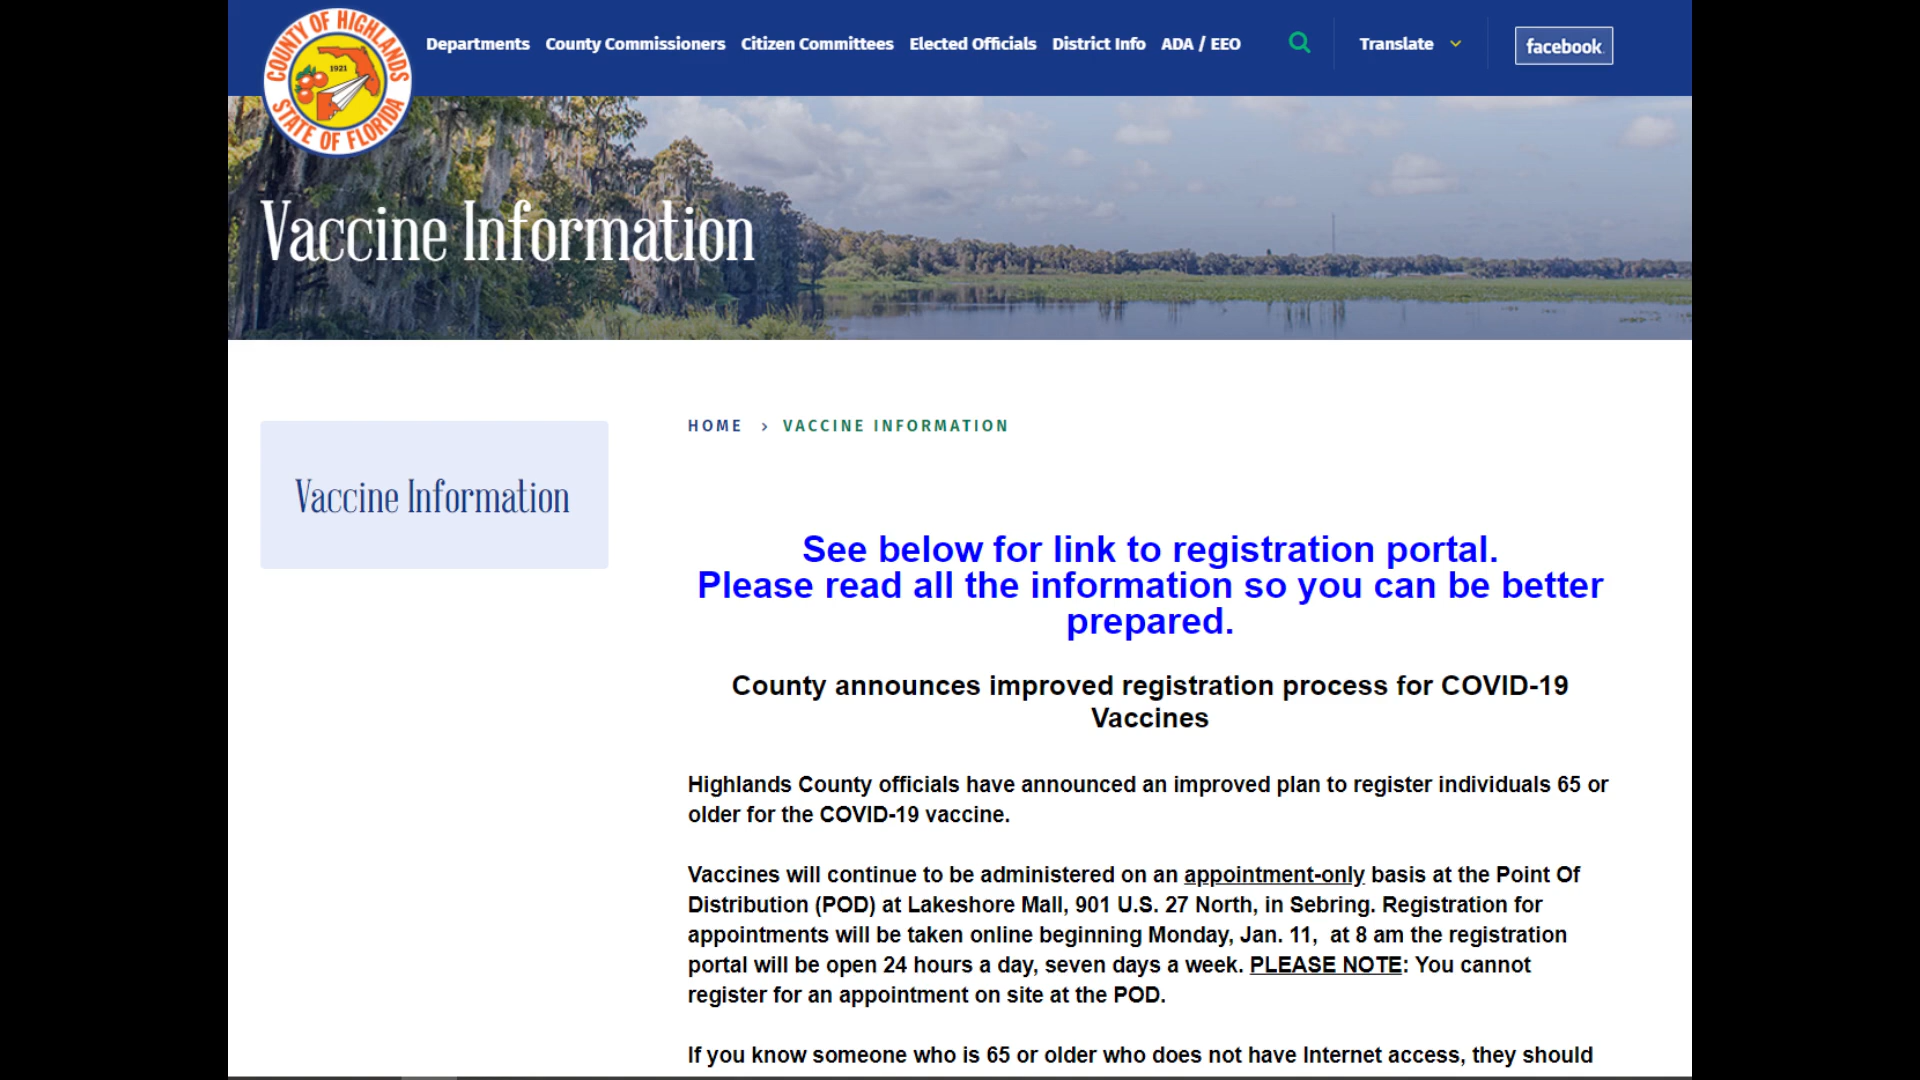 COUNTY OF HIGHLANDS
1921
STATE OF FLORIDA
Departments County Commissioners Citizen Committees Elected Officials District Info ADA / EEO Translate facebook
Vaccine Information
Vaccine Information
HOME > VACCINE INFORMATION
See below for link to registration portal.
Please read all the information so you can be better
prepared.
County announces improved registration process for COVID-19
Vaccines
Highlands County officials have announced an improved plan to register individuals 65 or
older for the COVID-19 vaccine.
Vaccines will continue to be administered on an appointment-only basis at the Point Of
Distribution (POD) at Lakeshore Mall, 901 U.S. 27 North, in Sebring. Registration for
appointments will be taken online beginning Monday, Jan. 11,  at 8 am the registration
portal will be open 24 hours a day, seven days a week. PLEASE NOTE: You cannot
register for an appointment on site at the POD.
If you know someone who is 65 or older who does not have Internet access, they should